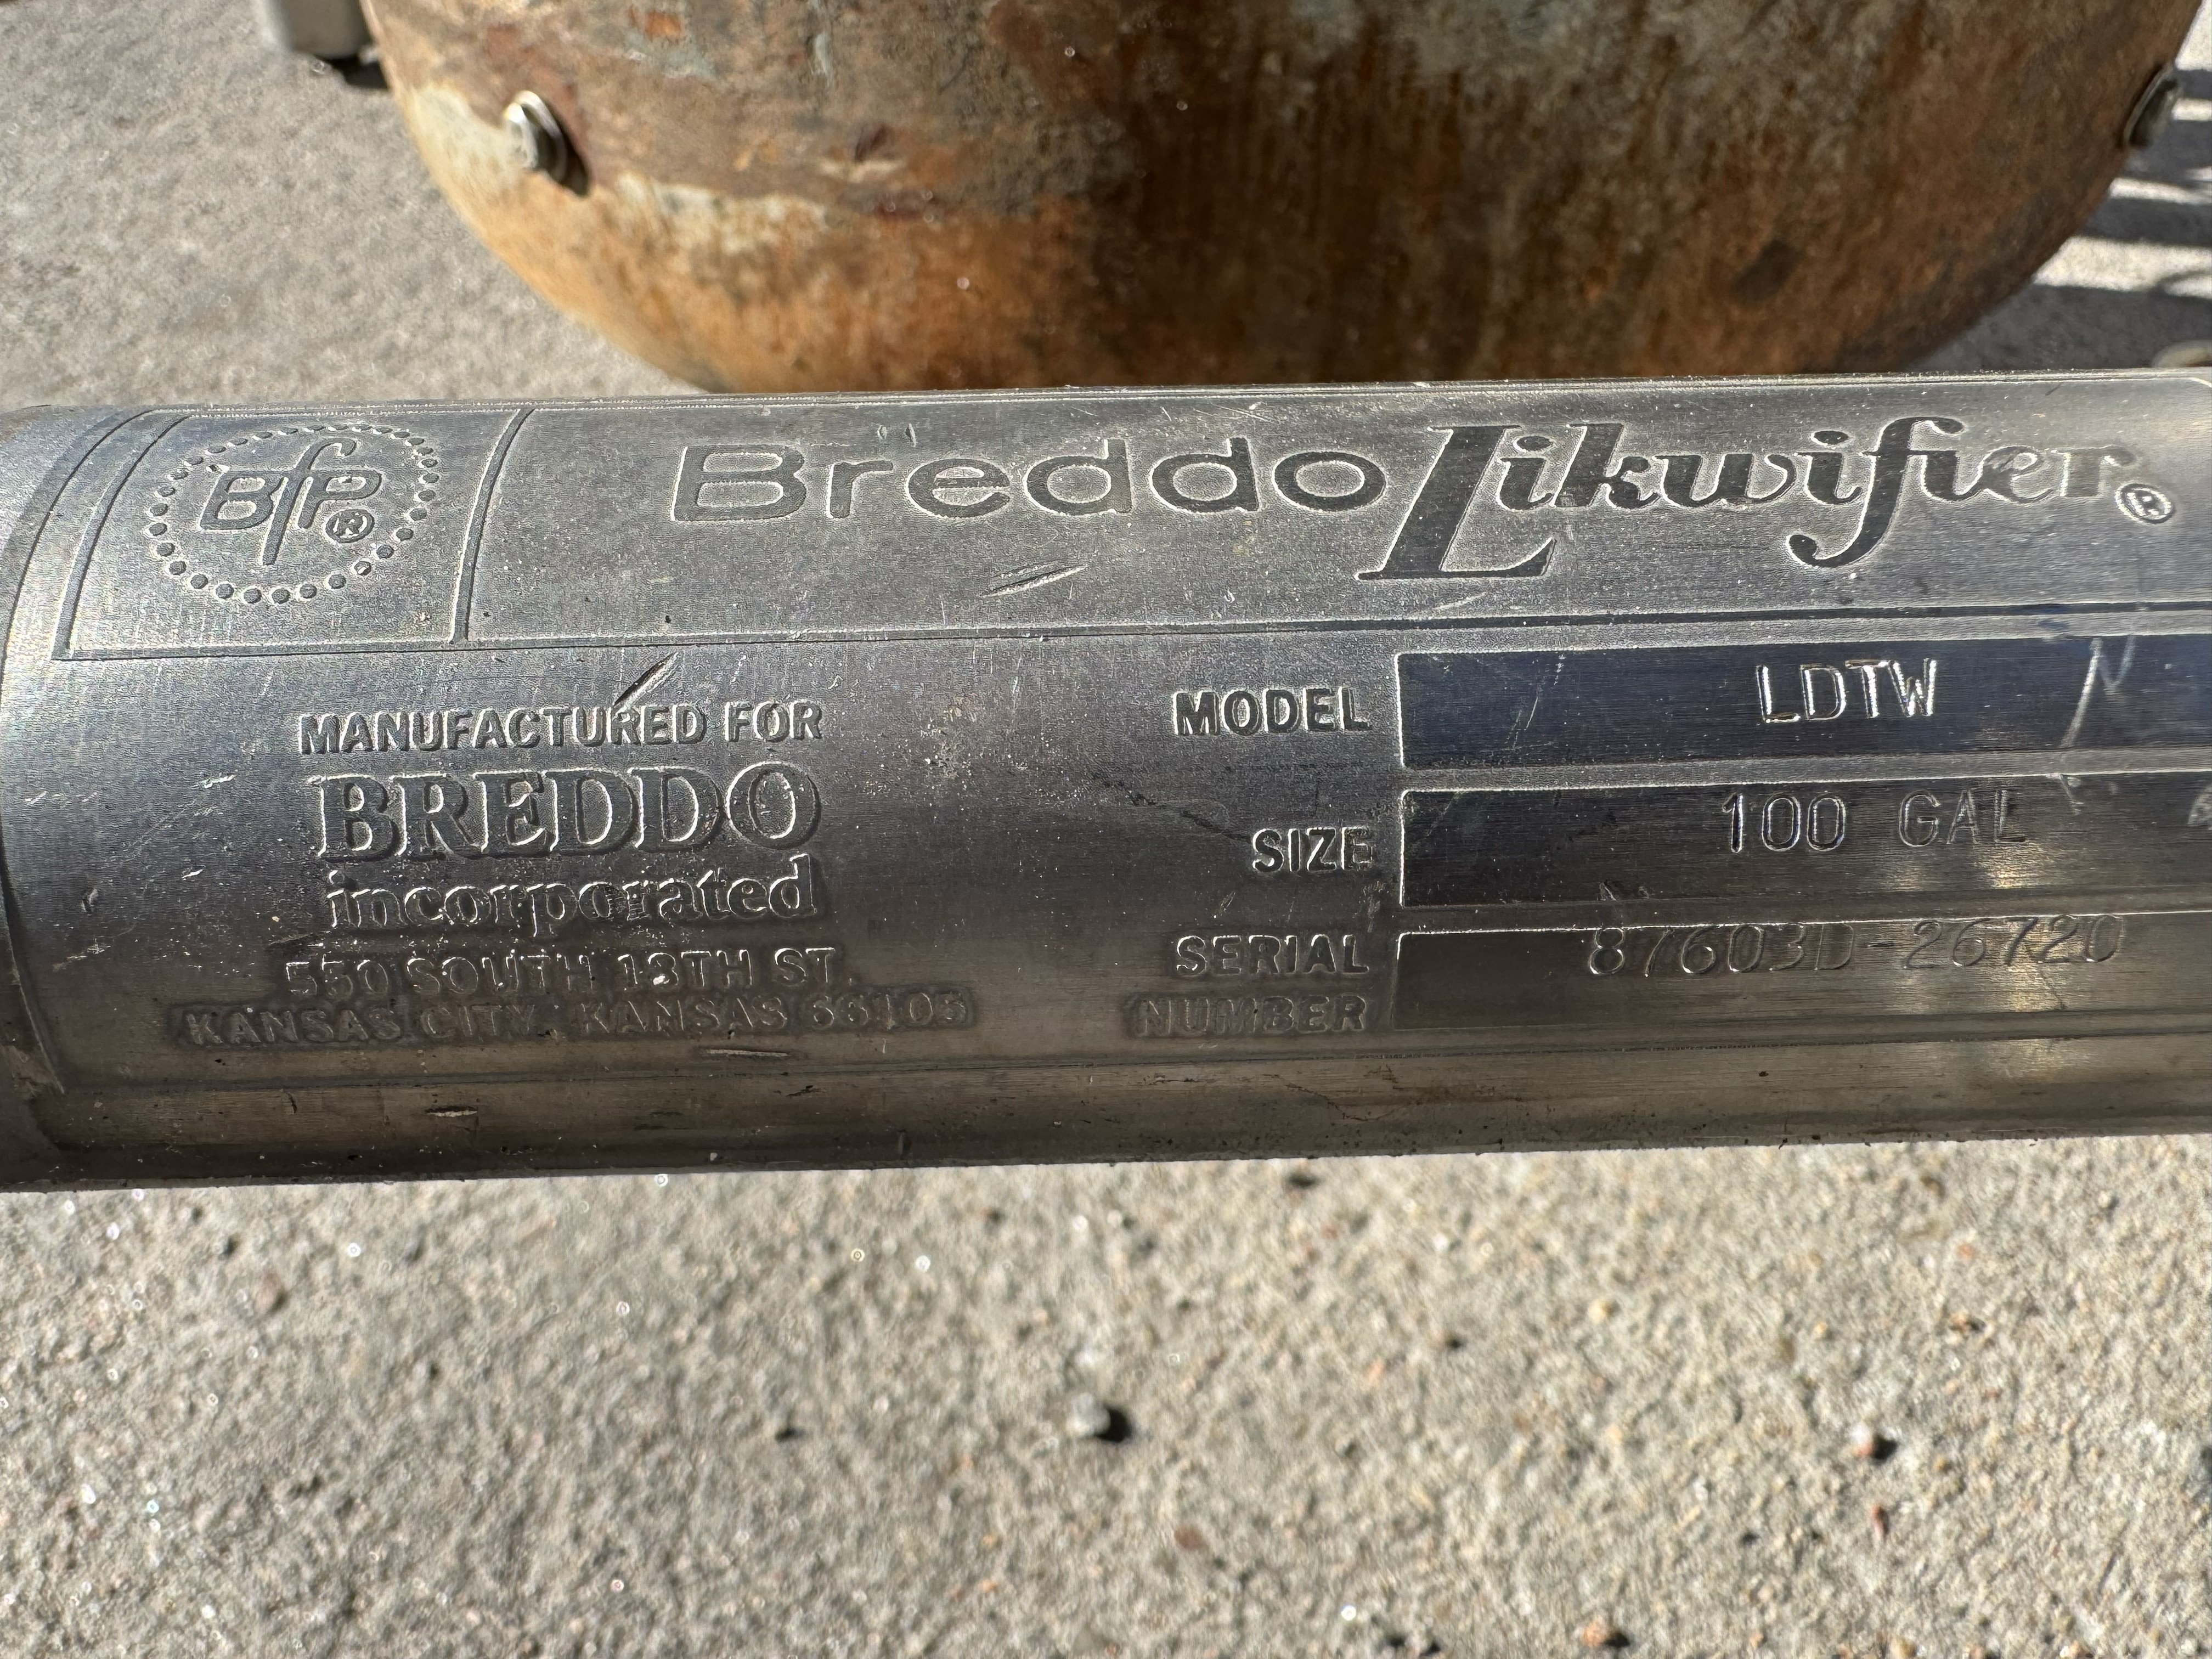 BfP®
Breddo Likwifier®
MANUFACTURED FOR
BREDDO
incorporated
550 SOUTH 18TH ST.
KANSAS CITY, KANSAS 66105
MODEL LDTW
SIZE 100 GAL
SERIAL NUMBER 87603D-26720